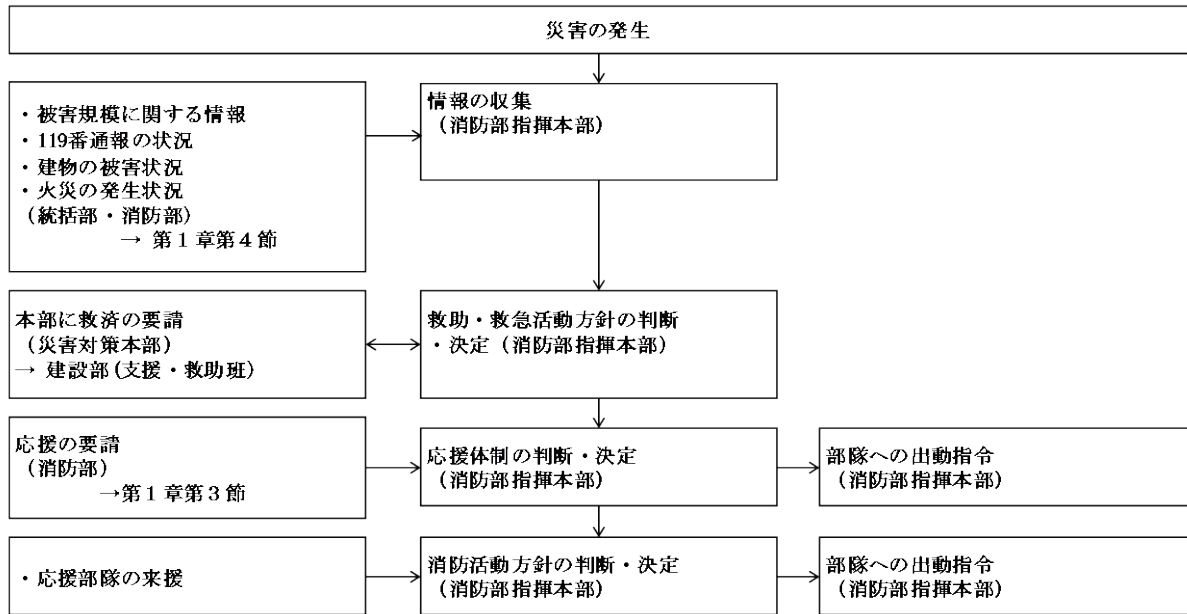 災害の発生
・被害規模に関する情報
・119番通報の状況
・建物の被害状況
・火災の発生状況
（統括部・消防部）
→ 第１章第４節
情報の収集
（消防部指揮本部）
本部に救済の要請
（災害対策本部）
→ 建設部(支援・救助班）
救助・救急活動方針の判断
・決定（消防部指揮本部）
応援の要請
（消防部）
→第１章第３節
応援体制の判断・決定
（消防部指揮本部）
部隊への出動指令
（消防部指揮本部）
・応援部隊の来援
消防活動方針の判断・決定
（消防部指揮本部）
部隊への出動指令
（消防部指揮本部）